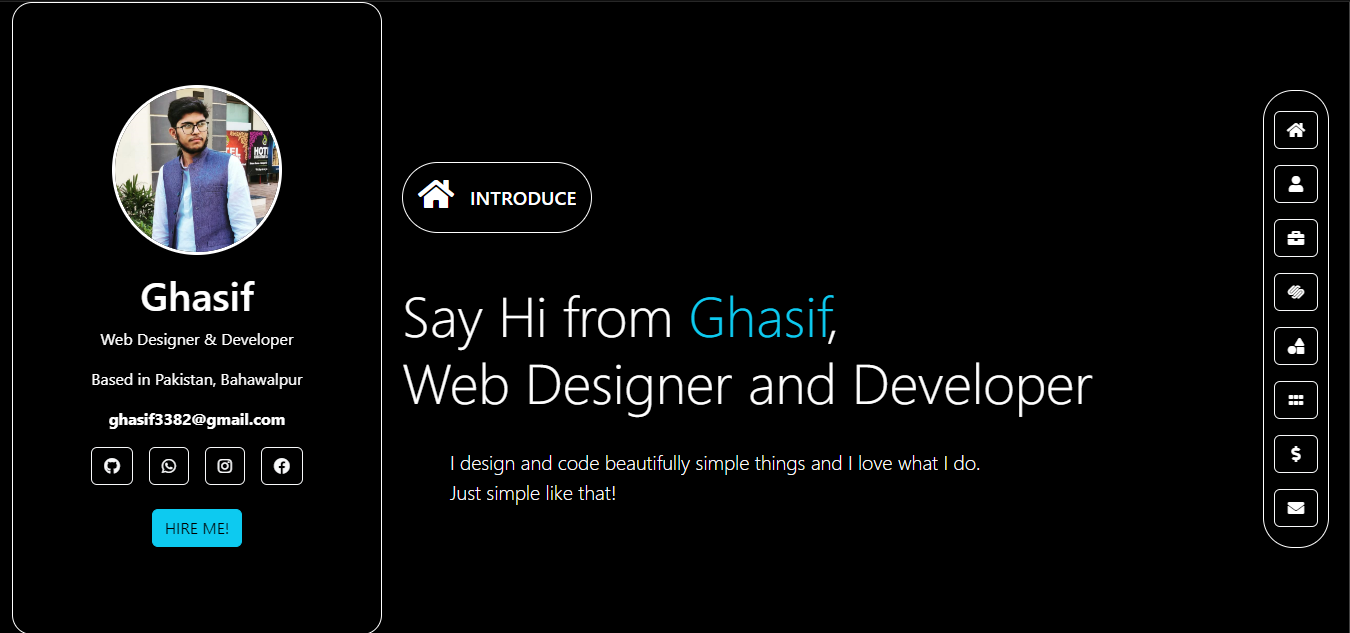 Ghasif
Web Designer & Developer
Based in Pakistan, Bahawalpur
ghasif3382@gmail.com
HIRE ME!
INTRODUCE
Say Hi from Ghasif,
Web Designer and Developer
I design and code beautifully simple things and I love what I do.
Just simple like that!